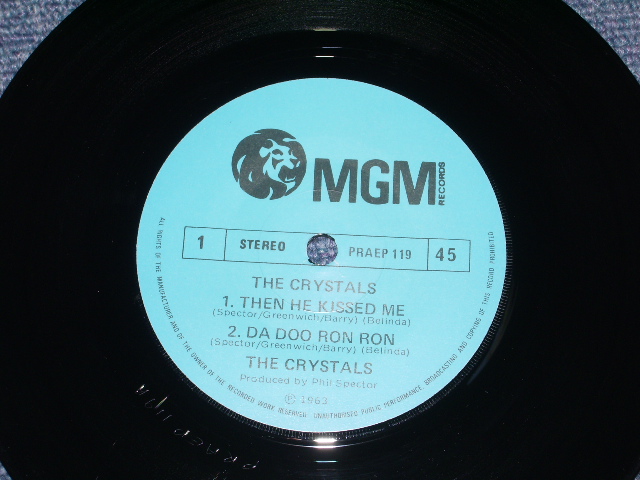 MGM
RECORDS
1 STEREO PRAEP 119 45
THE CRYSTALS
1. THEN HE KISSED ME
(Spector/Greenwich/Barry) (Belinda)
2. DA DOO RON RON
(Spector/Greenwich/Barry) (Belinda)
THE CRYSTALS
Produced by Phil Spector
℗ 1963
ALL RIGHTS OF THE MANUFACTURER AND OF THE OWNER OF THE RECORDED WORK RESERVED. UNAUTHORISED PUBLIC PERFORMANCE, BROADCASTING AND COPYING OF THIS RECORD PROHIBITED